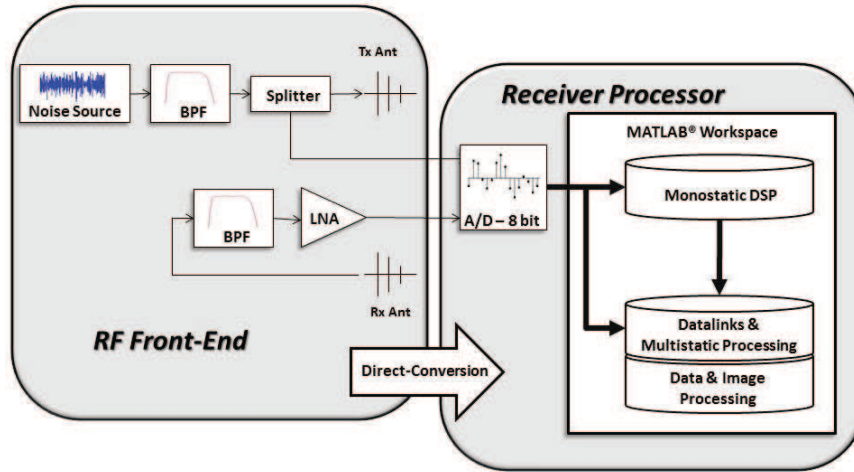 Tx Ant
Noise Source
BPF
Splitter
Receiver Processor
MATLAB® Workspace
Monostatic DSP
A/D – 8 bit
BPF
LNA
Rx Ant
RF Front-End
Direct-Conversion
Datalinks &
Multistatic Processing
Data & Image
Processing